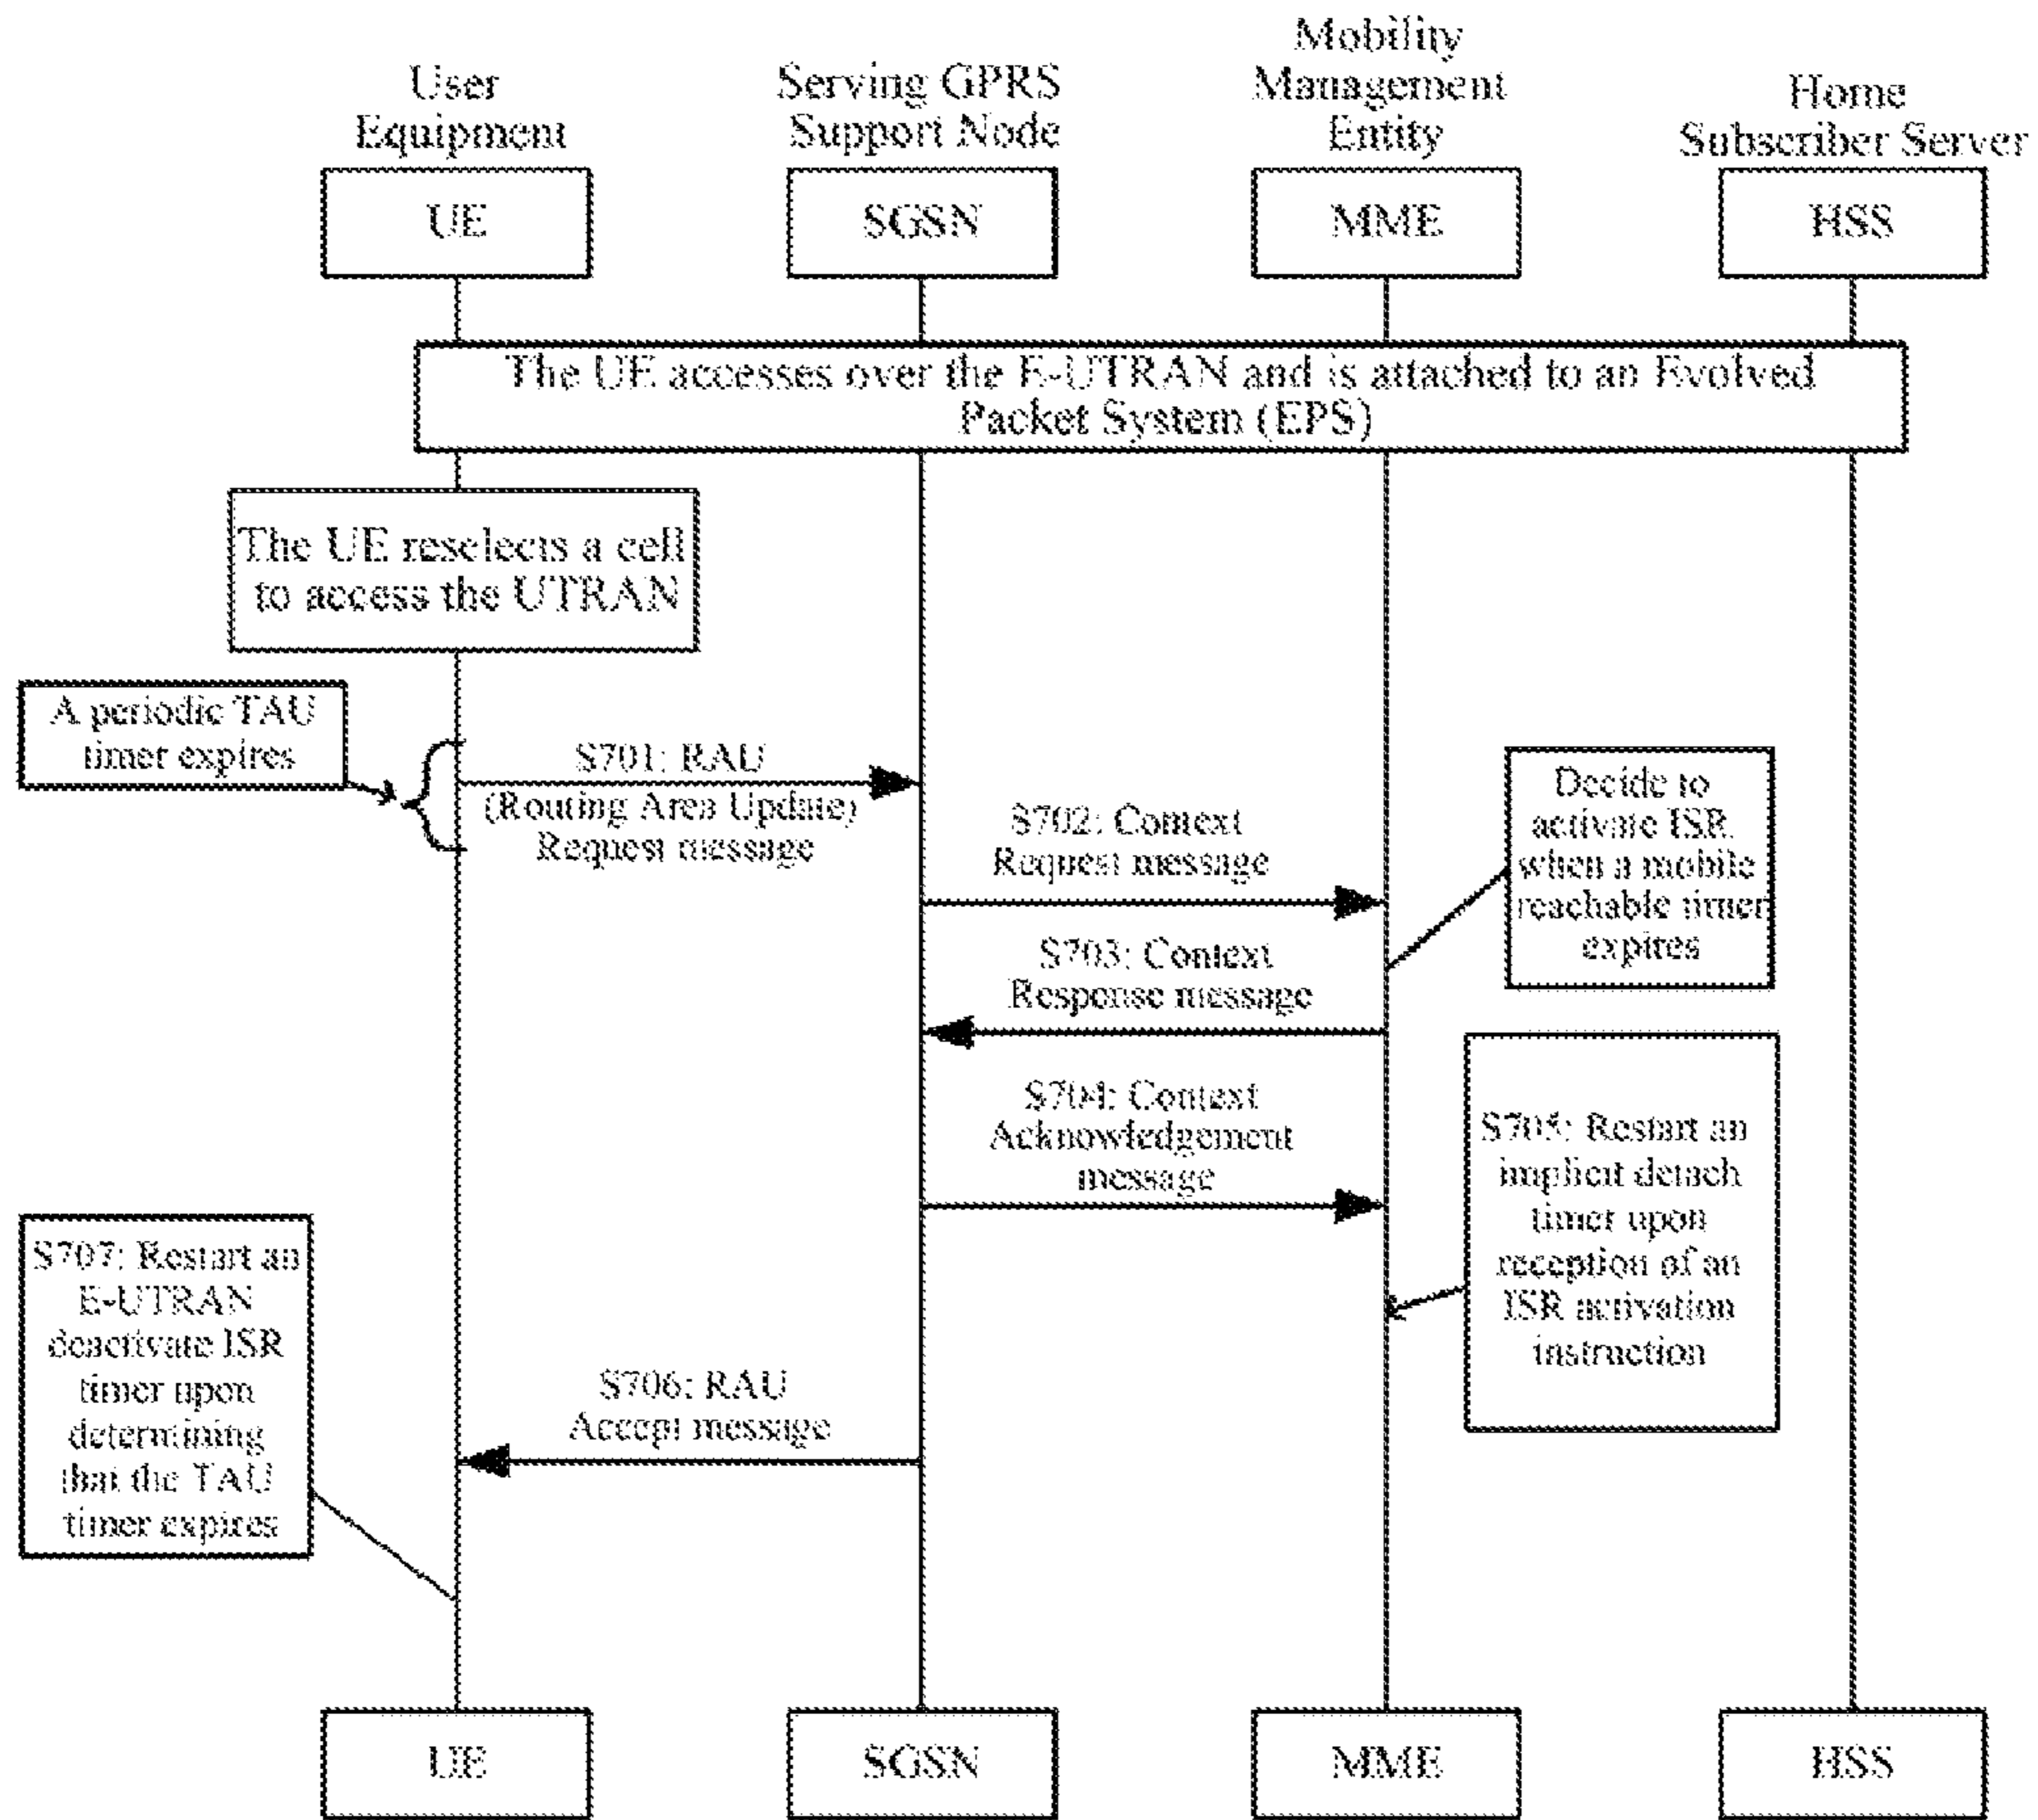 User
Equipment
Serving GPRS
Support Node
Mobility
Management
Entity
Home
Subscriber Server
UE
SGSN
MME
HSS
The UE accesses over the E-UTRAN and is attached to an Evolved
Packet System (EPS)
The UE reselects a cell
to access the UTRAN
A periodic TAU
timer expires
S701: RAU
(Routing Area Update)
Request message
S702: Context
Request message
Decide to
activate ISR
when a mobile
reachable timer
expires
S703: Context
Response message
S704: Context
Acknowledgement
message
S705: Restart an
implicit detach
timer upon
reception of an
ISR activation
instruction
S706: RAU
Accept message
S707: Restart an
E-UTRAN
deactivate ISR
timer upon
determining
that the TAU
timer expires
UE
SGSN
MME
HSS